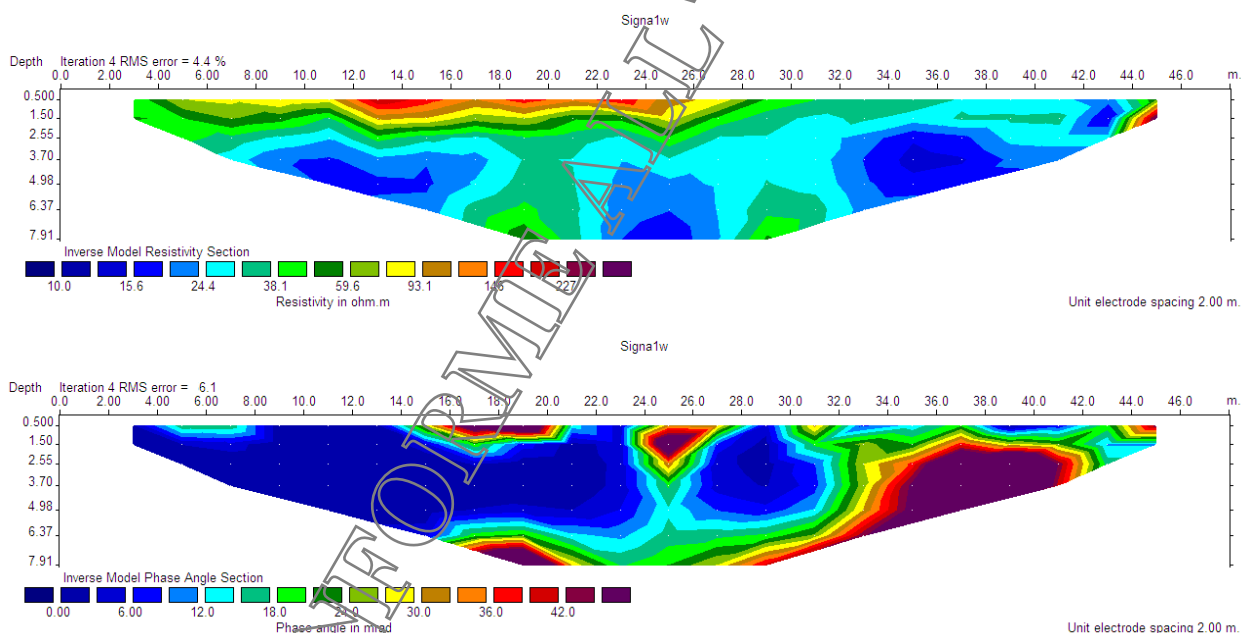 Signa1w
Depth Iteration 4 RMS error = 4.4 %
0.0 2.00 4.00 6.00 8.00 10.0 12.0 14.0 16.0 18.0 20.0 22.0 24.0 26.0 28.0 30.0 32.0 34.0 36.0 38.0 40.0 42.0 44.0 46.0 m.
0.500
1.50
2.55
3.70
4.98
6.37
7.91
Inverse Model Resistivity Section
10.0 15.6 24.4 38.1 59.6 93.1 146 227
Resistivity in ohm.m Unit electrode spacing 2.00 m.
Signa1w
Depth Iteration 4 RMS error = 6.1
0.0 2.00 4.00 6.00 8.00 10.0 12.0 14.0 16.0 18.0 20.0 22.0 24.0 26.0 28.0 30.0 32.0 34.0 36.0 38.0 40.0 42.0 44.0 46.0 m.
0.500
1.50
2.55
3.70
4.98
6.37
7.91
Inverse Model Phase Angle Section
0.00 6.00 12.0 18.0 24.0 30.0 36.0 42.0
Phase angle in mrad Unit electrode spacing 2.00 m.